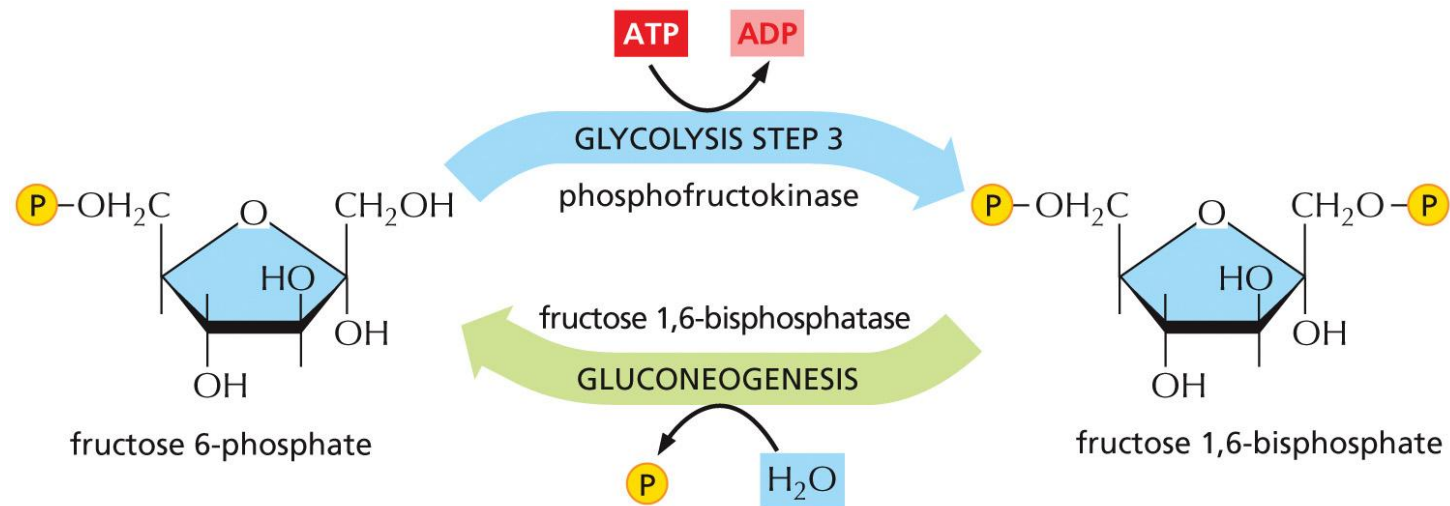 ATP ADP
GLYCOLYSIS STEP 3
phosphofructokinase
P–OH₂C O CH₂OH
HO
OH
OH
fructose 6-phosphate
P–OH₂C O CH₂O–P
HO
OH
OH
fructose 1,6-bisphosphate
fructose 1,6-bisphosphatase
GLUCONEOGENESIS
P H₂O